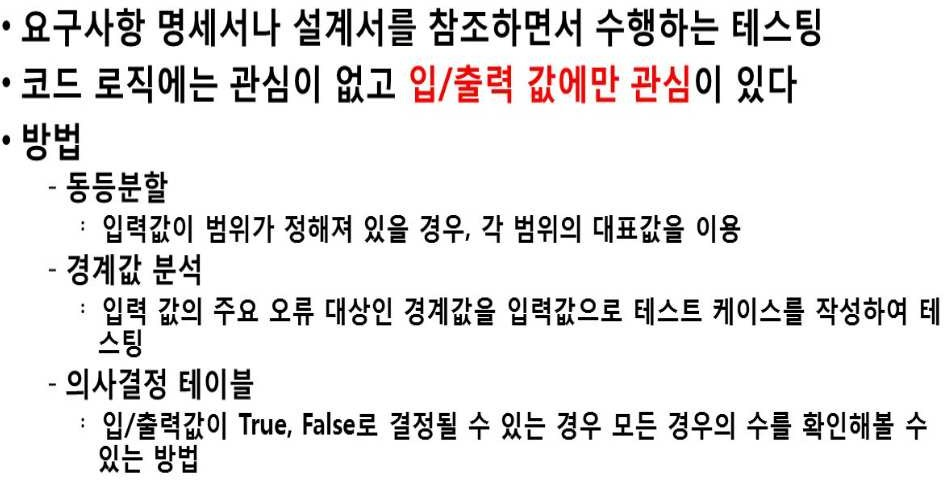 • 요구사항 명세서나 설계서를 참조하면서 수행하는 테스팅
• 코드 로직에는 관심이 없고 입/출력 값에만 관심이 있다
• 방법
- 동등분할
: 입력값이 범위가 정해져 있을 경우, 각 범위의 대표값을 이용
- 경계값 분석
: 입력 값의 주요 오류 대상인 경계값을 입력값으로 테스트 케이스를 작성하여 테
스팅
- 의사결정 테이블
: 입/출력값이 True, False로 결정될 수 있는 경우 모든 경우의 수를 확인해볼 수
있는 방법